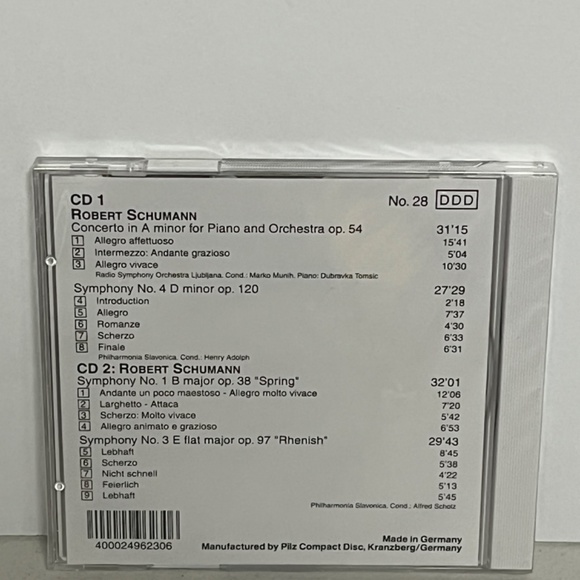 CD 1 No. 28 DDD
ROBERT SCHUMANN
Concerto in A minor for Piano and Orchestra op. 54 31'15
1 Allegro affettuoso 15'41
2 Intermezzo: Andante grazioso 5'04
3 Allegro vivace 10'30
Radio Symphony Orchestra Ljubljana, Cond.: Marko Munih, Piano: Dubravka Tomsic
Symphony No. 4 D minor op. 120 27'29
4 Introduction 2'18
5 Allegro 7'37
6 Romanze 4'30
7 Scherzo 6'33
8 Finale 6'31
Philharmonia Slavonica, Cond.: Henry Adolph
CD 2: ROBERT SCHUMANN
Symphony No. 1 B major op. 38 "Spring" 32'01
1 Andante un poco maestoso - Allegro molto vivace 12'06
2 Larghetto - Attaca 7'20
3 Scherzo: Molto vivace 5'42
4 Allegro animato e grazioso 6'53
Symphony No. 3 E flat major op. 97 "Rhenish" 29'43
5 Lebhaft 8'45
6 Scherzo 5'38
7 Nicht schnell 4'22
8 Feierlich 5'13
9 Lebhaft 5'45
Philharmonia Slavonica, Cond.: Alfred Scholz
400024962306
Made in Germany
Manufactured by Pilz Compact Disc, Kranzberg/Germany